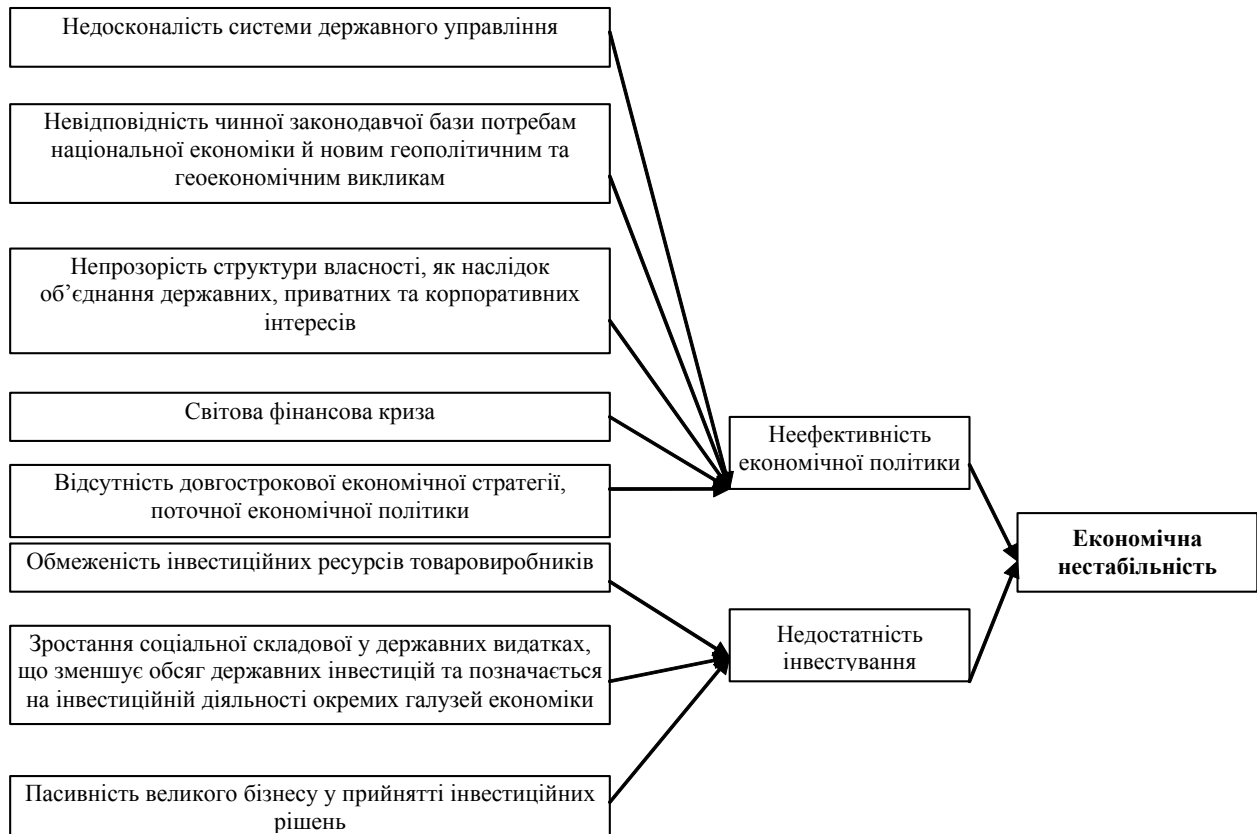 Недосконалість системи державного управління
Невідповідність чинної законодавчої бази потребам
національної економіки й новим геополітичним та
геоекономічним викликам
Непрозорість структури власності, як наслідок
об’єднання державних, приватних та корпоративних
інтересів
Світова фінансова криза
Відсутність довгострокової економічної стратегії,
поточної економічної політики
Обмеженість інвестиційних ресурсів товаровиробників
Зростання соціальної складової у державних видатках,
що зменшує обсяг державних інвестицій та позначається
на інвестиційній діяльності окремих галузей економіки
Пасивність великого бізнесу у прийнятті інвестиційних
рішень
Неефективність
економічної політики
Недостатність
інвестування
Економічна
нестабільність